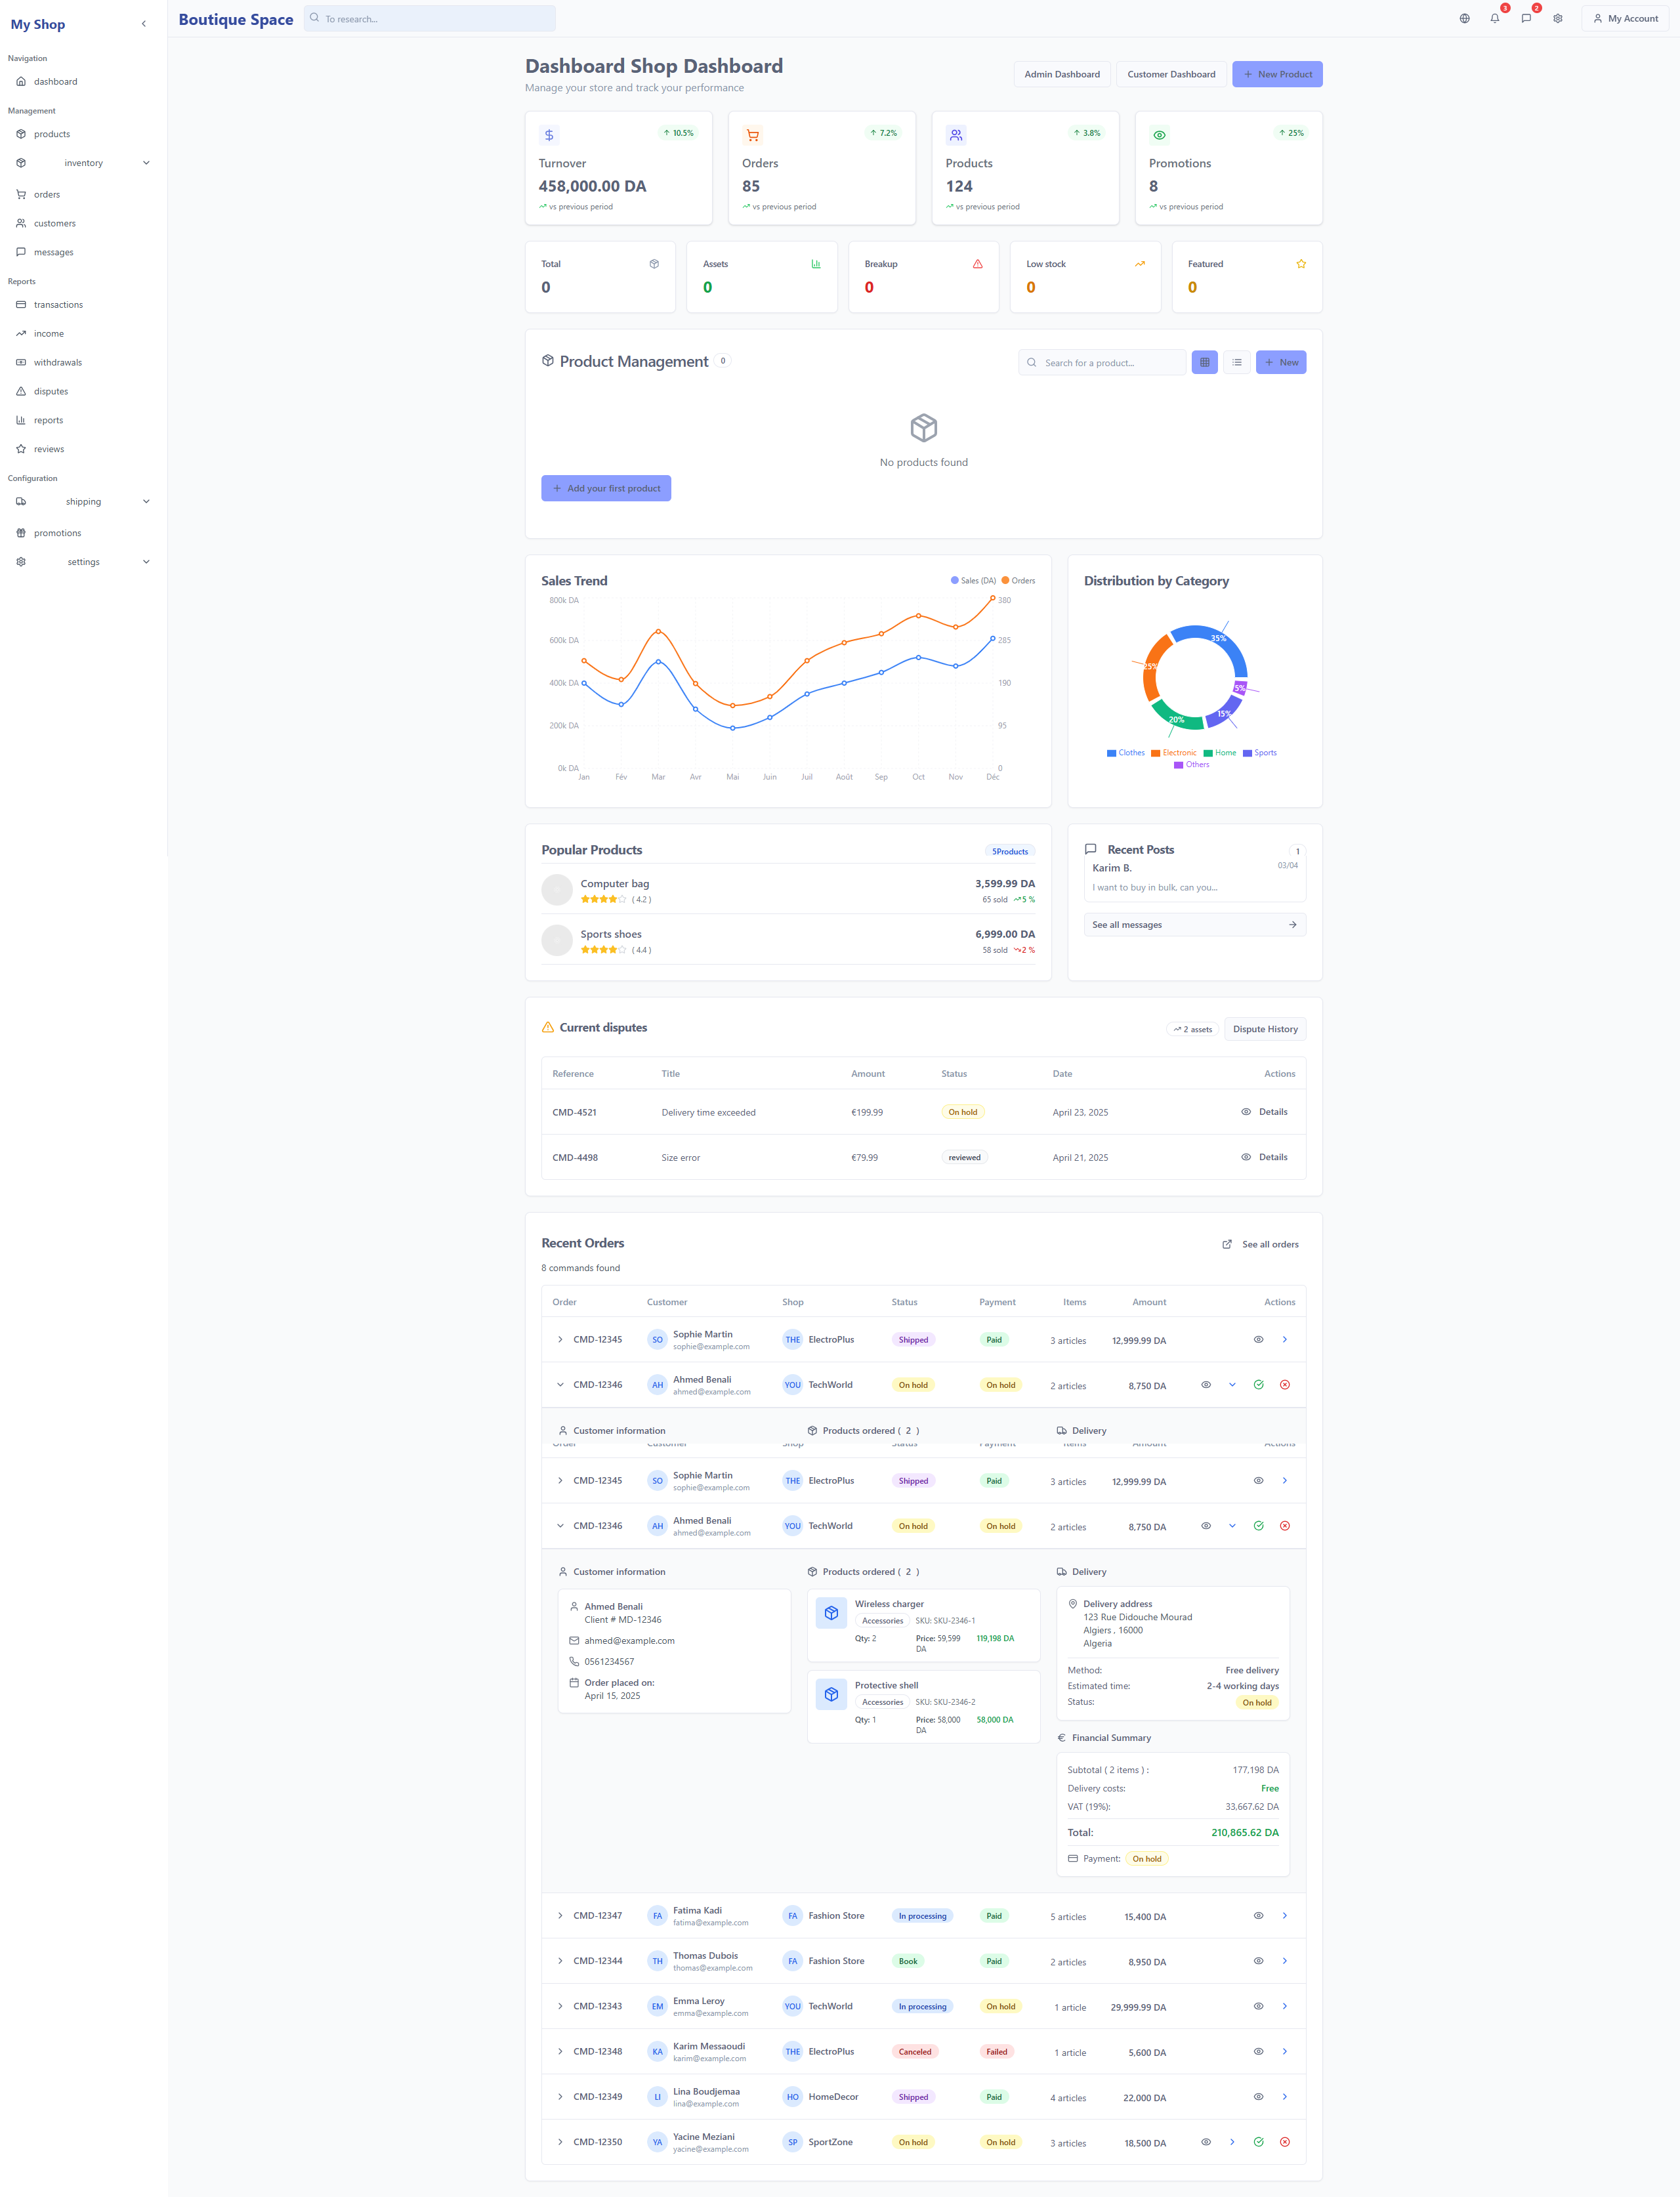 My Shop
Navigation
dashboard
Management
products
inventory
orders
customers
messages
Reports
transactions
income
withdrawals
disputes
reports
reviews
Configuration
shipping
promotions
settings
Boutique Space
To research...
3
2
My Account
Dashboard Shop Dashboard
Manage your store and track your performance
Admin Dashboard
Customer Dashboard
New Product
10.5%
Turnover
458,000.00 DA
vs previous period
7.2%
Orders
85
vs previous period
3.8%
Products
124
vs previous period
25%
Promotions
8
vs previous period
Total
0
Assets
0
Breakup
0
Low stock
0
Featured
0
Product Management 0
Search for a product...
New
No products found
Add your first product
Sales Trend
Sales (DA) Orders
800k DA
600k DA
400k DA
200k DA
0k DA
380
285
190
95
0
Jan Fév Mar Avr Mai Juin Juil Août Sep Oct Nov Déc
Distribution by Category
35%
25%
20%
15%
5%
Clothes Electronic Home Sports
Others
Popular Products
5Products
Computer bag
3,599.99 DA
( 4.2 )
65 sold 5 %
Sports shoes
6,999.00 DA
( 4.4 )
58 sold 2 %
Recent Posts
1
Karim B.
03/04
I want to buy in bulk, can you...
See all messages
Current disputes
2 assets
Dispute History
Reference Title Amount Status Date Actions
CMD-4521 Delivery time exceeded €199.99 On hold April 23, 2025 Details
CMD-4498 Size error €79.99 reviewed April 21, 2025 Details
Recent Orders
See all orders
8 commands found
Order Customer Shop Status Payment Items Amount Actions
CMD-12345 SO Sophie Martin THE ElectroPlus Shipped Paid 3 articles 12,999.99 DA
sophie@example.com
CMD-12346 AH Ahmed Benali YOU TechWorld On hold On hold 2 articles 8,750 DA
ahmed@example.com
Customer information
Products ordered ( 2 )
Delivery
Order Customer Shop Status Payment Items Amount Actions
CMD-12345 SO Sophie Martin THE ElectroPlus Shipped Paid 3 articles 12,999.99 DA
sophie@example.com
CMD-12346 AH Ahmed Benali YOU TechWorld On hold On hold 2 articles 8,750 DA
ahmed@example.com
Customer information
Ahmed Benali
Client # MD-12346
ahmed@example.com
0561234567
Order placed on:
April 15, 2025
Products ordered ( 2 )
Wireless charger
Accessories SKU: SKU-2346-1
Qty: 2 Price: 59,599 DA 119,198 DA
Protective shell
Accessories SKU: SKU-2346-2
Qty: 1 Price: 58,000 DA 58,000 DA
Delivery
Delivery address
123 Rue Didouche Mourad
Algiers , 16000
Algeria
Method: Free delivery
Estimated time: 2-4 working days
Status: On hold
€ Financial Summary
Subtotal ( 2 items ) : 177,198 DA
Delivery costs: Free
VAT (19%): 33,667.62 DA
Total: 210,865.62 DA
Payment: On hold
CMD-12347 FA Fatima Kadi FA Fashion Store In processing Paid 5 articles 15,400 DA
fatima@example.com
CMD-12344 TH Thomas Dubois FA Fashion Store Book Paid 2 articles 8,950 DA
thomas@example.com
CMD-12343 EM Emma Leroy YOU TechWorld In processing On hold 1 article 29,999.99 DA
emma@example.com
CMD-12348 KA Karim Messaoudi THE ElectroPlus Canceled Failed 1 article 5,600 DA
karim@example.com
CMD-12349 LI Lina Boudjemaa HO HomeDecor Shipped Paid 4 articles 22,000 DA
lina@example.com
CMD-12350 YA Yacine Meziani SP SportZone On hold On hold 3 articles 18,500 DA
yacine@example.com